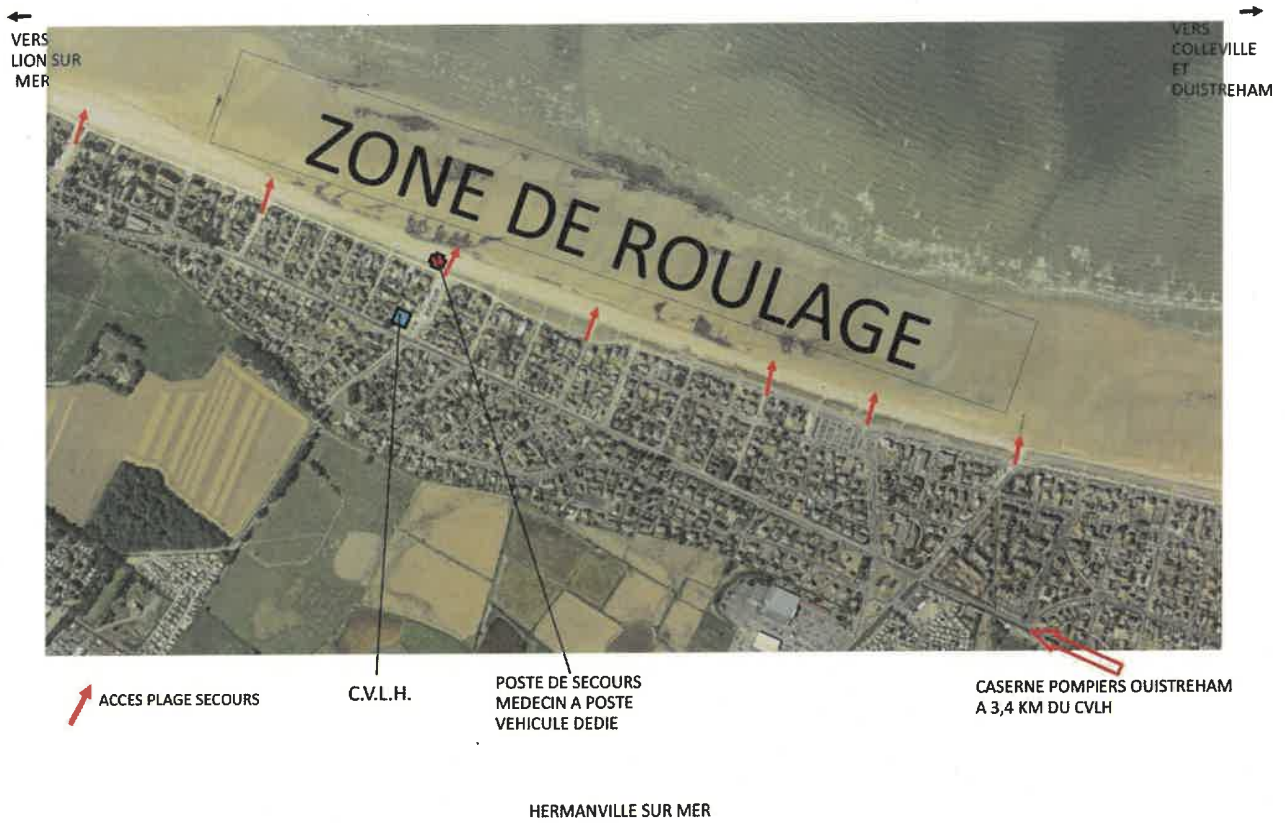 VERS
LION SUR
MER
VERS
COLLEVILLE
ET
OUISTREHAM
ZONE DE ROULAGE
ACCES PLAGE SECOURS
C.V.L.H.
POSTE DE SECOURS
MEDECIN A POSTE
VEHICULE DEDIE
CASERNE POMPIERS OUISTREHAM
A 3,4 KM DU CVLH
HERMANVILLE SUR MER